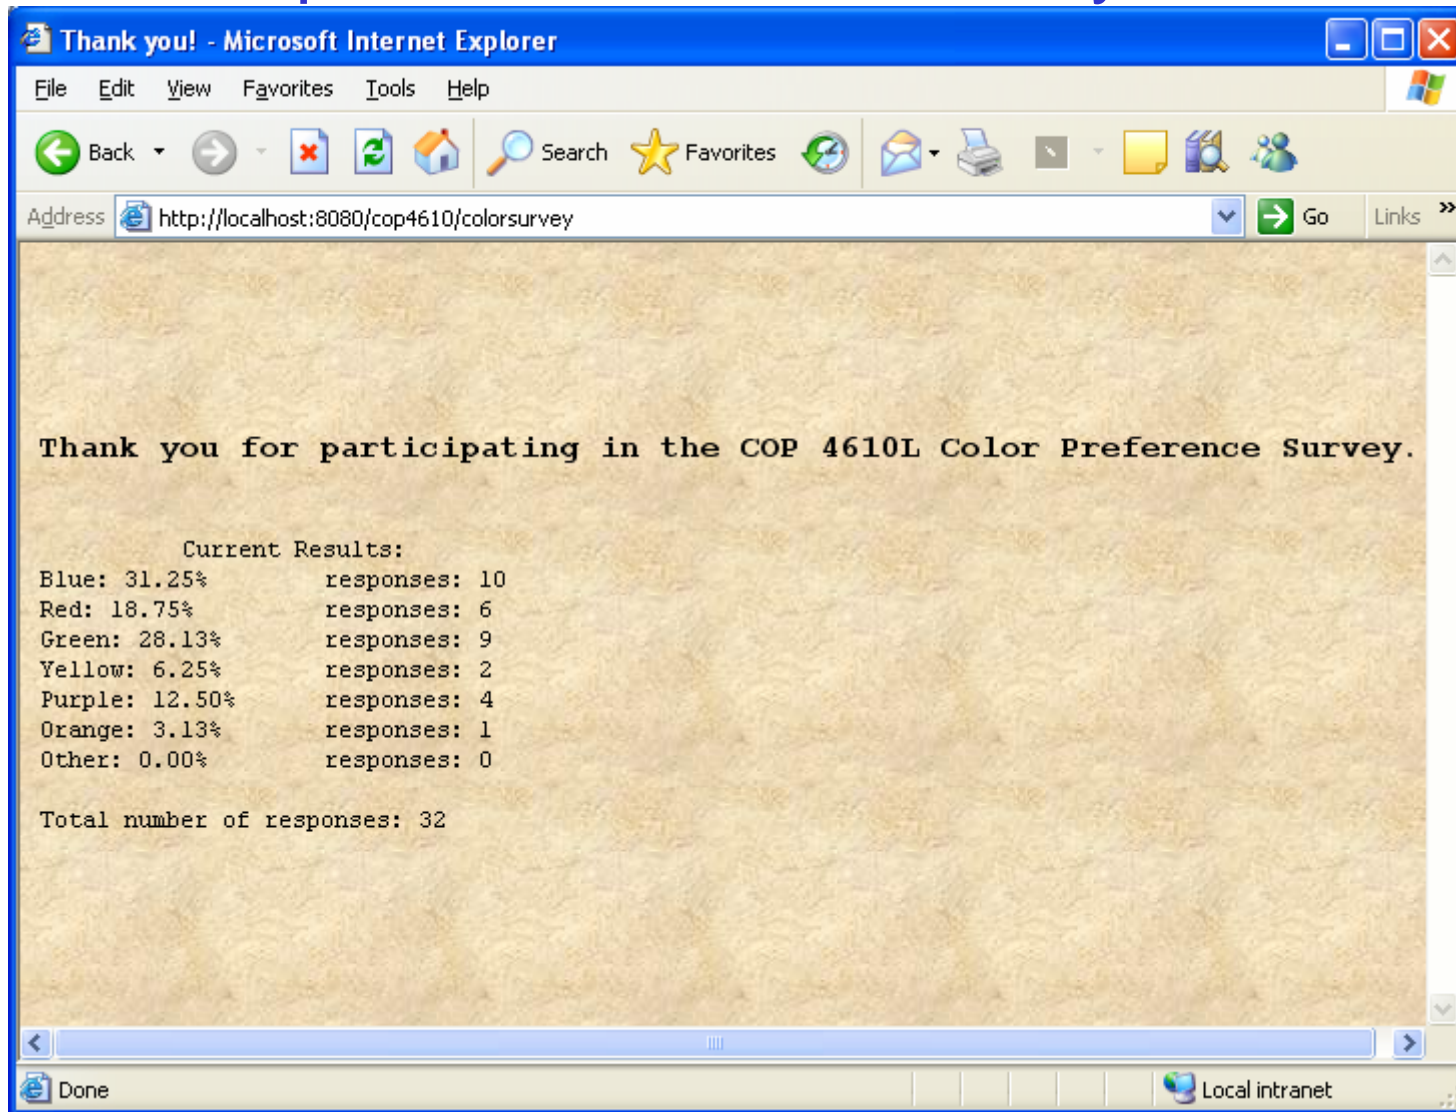 Thank you! - Microsoft Internet Explorer
File Edit View Favorites Tools Help
Back Search Favorites
Address http://localhost:8080/cop4610/colorsurvey Go Links »
Thank you for participating in the COP 4610L Color Preference Survey.
Current Results:
Blue: 31.25% responses: 10
Red: 18.75% responses: 6
Green: 28.13% responses: 9
Yellow: 6.25% responses: 2
Purple: 12.50% responses: 4
Orange: 3.13% responses: 1
Other: 0.00% responses: 0
Total number of responses: 32
Done Local intranet